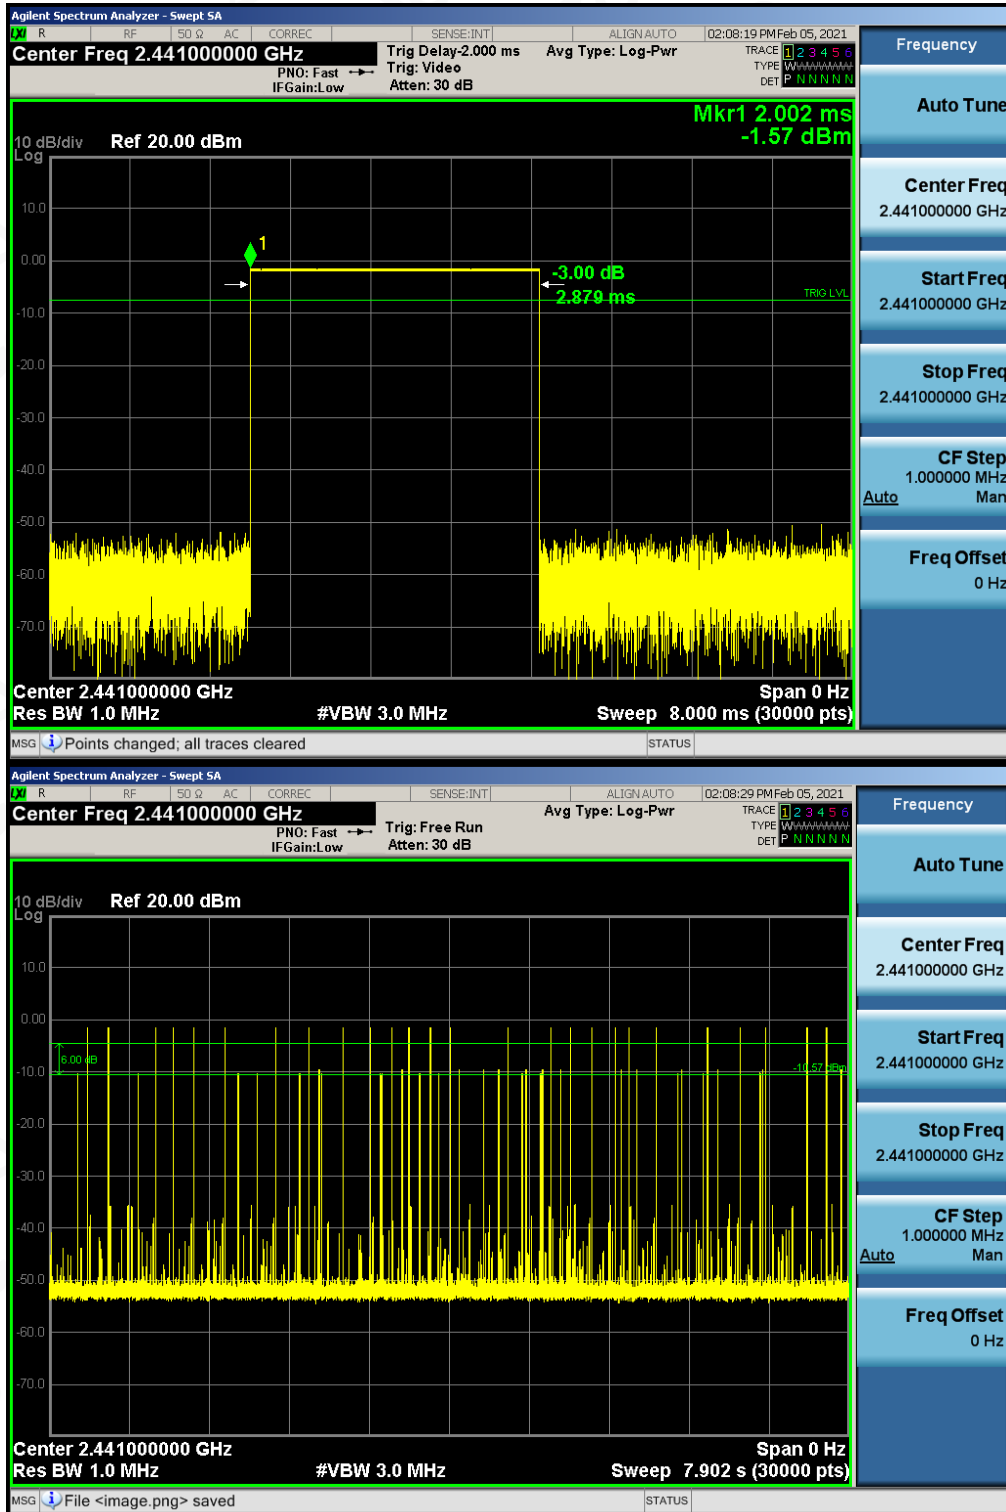 Agilent Spectrum Analyzer - Swept SA
LXI R RF 50 Ω AC CORREC SENSE:INT ALIGN AUTO 02:08:19 PM Feb 05, 2021
Center Freq 2.441000000 GHz Trig Delay-2.000 ms Avg Type: Log-Pwr TRACE 1 2 3 4 5 6
PNO: Fast Trig: Video TYPE WWWWWW
IFGain:Low Atten: 30 dB DET P N N N N N
Mkr1 2.002 ms
-1.57 dBm
10 dB/div Ref 20.00 dBm
Log
10.0
1
0.00
-3.00 dB
2.879 ms
TRIG LVL
-10.0
-20.0
-30.0
-40.0
-50.0
-60.0
-70.0
Center 2.441000000 GHz Span 0 Hz
Res BW 1.0 MHz #VBW 3.0 MHz Sweep 8.000 ms (30000 pts)
MSG Points changed; all traces cleared STATUS
Frequency
Auto Tune
Center Freq
2.441000000 GHz
Start Freq
2.441000000 GHz
Stop Freq
2.441000000 GHz
CF Step
1.000000 MHz
Auto Man
Freq Offset
0 Hz
Agilent Spectrum Analyzer - Swept SA
LXI R RF 50 Ω AC CORREC SENSE:INT ALIGN AUTO 02:08:29 PM Feb 05, 2021
Center Freq 2.441000000 GHz Avg Type: Log-Pwr TRACE 1 2 3 4 5 6
PNO: Fast Trig: Free Run TYPE WWWWWW
IFGain:Low Atten: 30 dB DET P N N N N N
10 dB/div Ref 20.00 dBm
Log
10.0
0.00
6.00 dB
-10.57 dBm
-10.0
-20.0
-30.0
-40.0
-50.0
-60.0
-70.0
Center 2.441000000 GHz Span 0 Hz
Res BW 1.0 MHz #VBW 3.0 MHz Sweep 7.902 s (30000 pts)
MSG File <image.png> saved STATUS
Frequency
Auto Tune
Center Freq
2.441000000 GHz
Start Freq
2.441000000 GHz
Stop Freq
2.441000000 GHz
CF Step
1.000000 MHz
Auto Man
Freq Offset
0 Hz